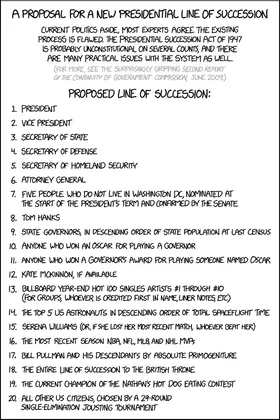 A PROPOSAL FOR A NEW PRESIDENTIAL LINE OF SUCCESSION
CURRENT POLITICS ASIDE, MOST EXPERTS AGREE THE EXISTING
PROCESS IS FLAWED. THE PRESIDENTIAL SUCCESSION ACT OF 1947
IS PROBABLY UNCONSTITUTIONAL ON SEVERAL COUNTS, AND THERE
ARE MANY PRACTICAL ISSUES WITH THE SYSTEM AS WELL.
(FOR MORE, SEE THE SURPRISINGLY GRIPPING SECOND REPORT
OF THE CONTINUITY OF GOVERNMENT COMMISSION, JUNE 2009.)
PROPOSED LINE OF SUCCESSION:
1. PRESIDENT
2. VICE PRESIDENT
3. SECRETARY OF STATE
4. SECRETARY OF DEFENSE
5. SECRETARY OF HOMELAND SECURITY
6. ATTORNEY GENERAL
7. FIVE PEOPLE WHO DO NOT LIVE IN WASHINGTON DC, NOMINATED AT
THE START OF THE PRESIDENT'S TERM AND CONFIRMED BY THE SENATE
8. TOM HANKS
9. STATE GOVERNORS, IN DESCENDING ORDER OF STATE POPULATION AT LAST CENSUS
10. ANYONE WHO WON AN OSCAR FOR PLAYING A GOVERNOR
11. ANYONE WHO WON A GOVERNOR'S AWARD FOR PLAYING SOMEONE NAMED OSCAR
12. KATE MCKINNON, IF AVAILABLE
13. BILLBOARD YEAR-END HOT 100 SINGLES ARTISTS #1 THROUGH #10
(FOR GROUPS, WHOEVER IS CREDITED FIRST IN NAME, LINER NOTES, ETC)
14. THE TOP 5 US ASTRONAUTS IN DESCENDING ORDER OF TOTAL SPACEFLIGHT TIME
15. SERENA WILLIAMS (OR, IF SHE LOST HER MOST RECENT MATCH, WHOEVER BEAT HER)
16. THE MOST RECENT SEASON NBA, NFL, MLB, AND NHL MVPS
17. BILL PULLMAN AND HIS DESCENDANTS BY ABSOLUTE PRIMOGENITURE
18. THE ENTIRE LINE OF SUCCESSION TO THE BRITISH THRONE
19. THE CURRENT CHAMPION OF THE NATHAN'S HOT DOG EATING CONTEST
20. ALL OTHER US CITIZENS, CHOSEN BY A 29-ROUND
SINGLE-ELIMINATION JOUSTING TOURNAMENT